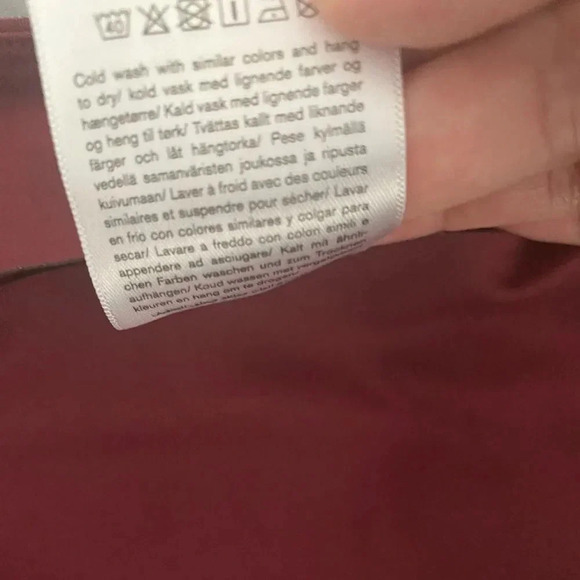 40
Cold wash with similar colors and hang
to dry/ kold vask med lignende farver og
hængetørre/ Kald vask med lignende farger
og heng til tørk/ Tvättas kallt med liknande
färger och låt hängtorka/ Pese kylmällä
vedellä samanväristen joukossa ja ripusta
kuivumaan/ Laver à froid avec des couleurs
similaires et suspendre pour sécher/ Lavar
en frio con colores similares y colgar para
secar/ Lavare a freddo con colori simili e
appendere ad asciugare/ Kalt mit ähnli-
chen Farben waschen und zum Trocknen
aufhängen/ Koud wassen met
kleuren en hang om te drogen/